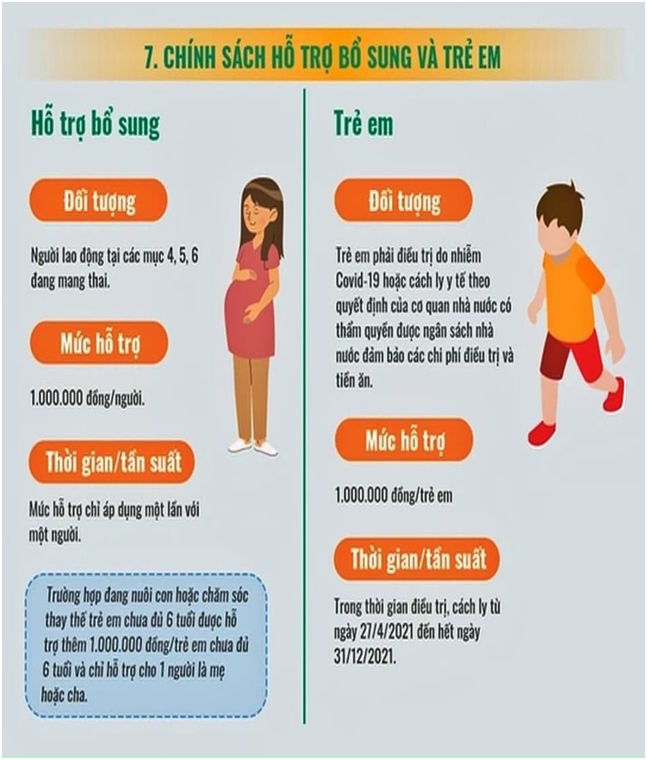 7. CHÍNH SÁCH HỖ TRỢ BỔ SUNG VÀ TRẺ EM
Hỗ trợ bổ sung
Đối tượng
Người lao động tại các mục 4, 5, 6
đang mang thai.
Mức hỗ trợ
1.000.000 đồng/người.
Thời gian/tần suất
Mức hỗ trợ chỉ áp dụng một lần với
một người.
Trường hợp đang nuôi con hoặc chăm sóc
thay thế trẻ em chưa đủ 6 tuổi được hỗ
trợ thêm 1.000.000 đồng/trẻ em chưa đủ
6 tuổi và chỉ hỗ trợ cho 1 người là mẹ
hoặc cha.
Trẻ em
Đối tượng
Trẻ em phải điều trị do nhiễm
Covid-19 hoặc cách ly y tế theo
quyết định của cơ quan nhà nước có
thẩm quyền được ngân sách nhà
nước đảm bảo các chi phí điều trị và
tiền ăn.
Mức hỗ trợ
1.000.000 đồng/trẻ em
Thời gian/tần suất
Trong thời gian điều trị, cách ly từ
ngày 27/4/2021 đến hết ngày
31/12/2021.